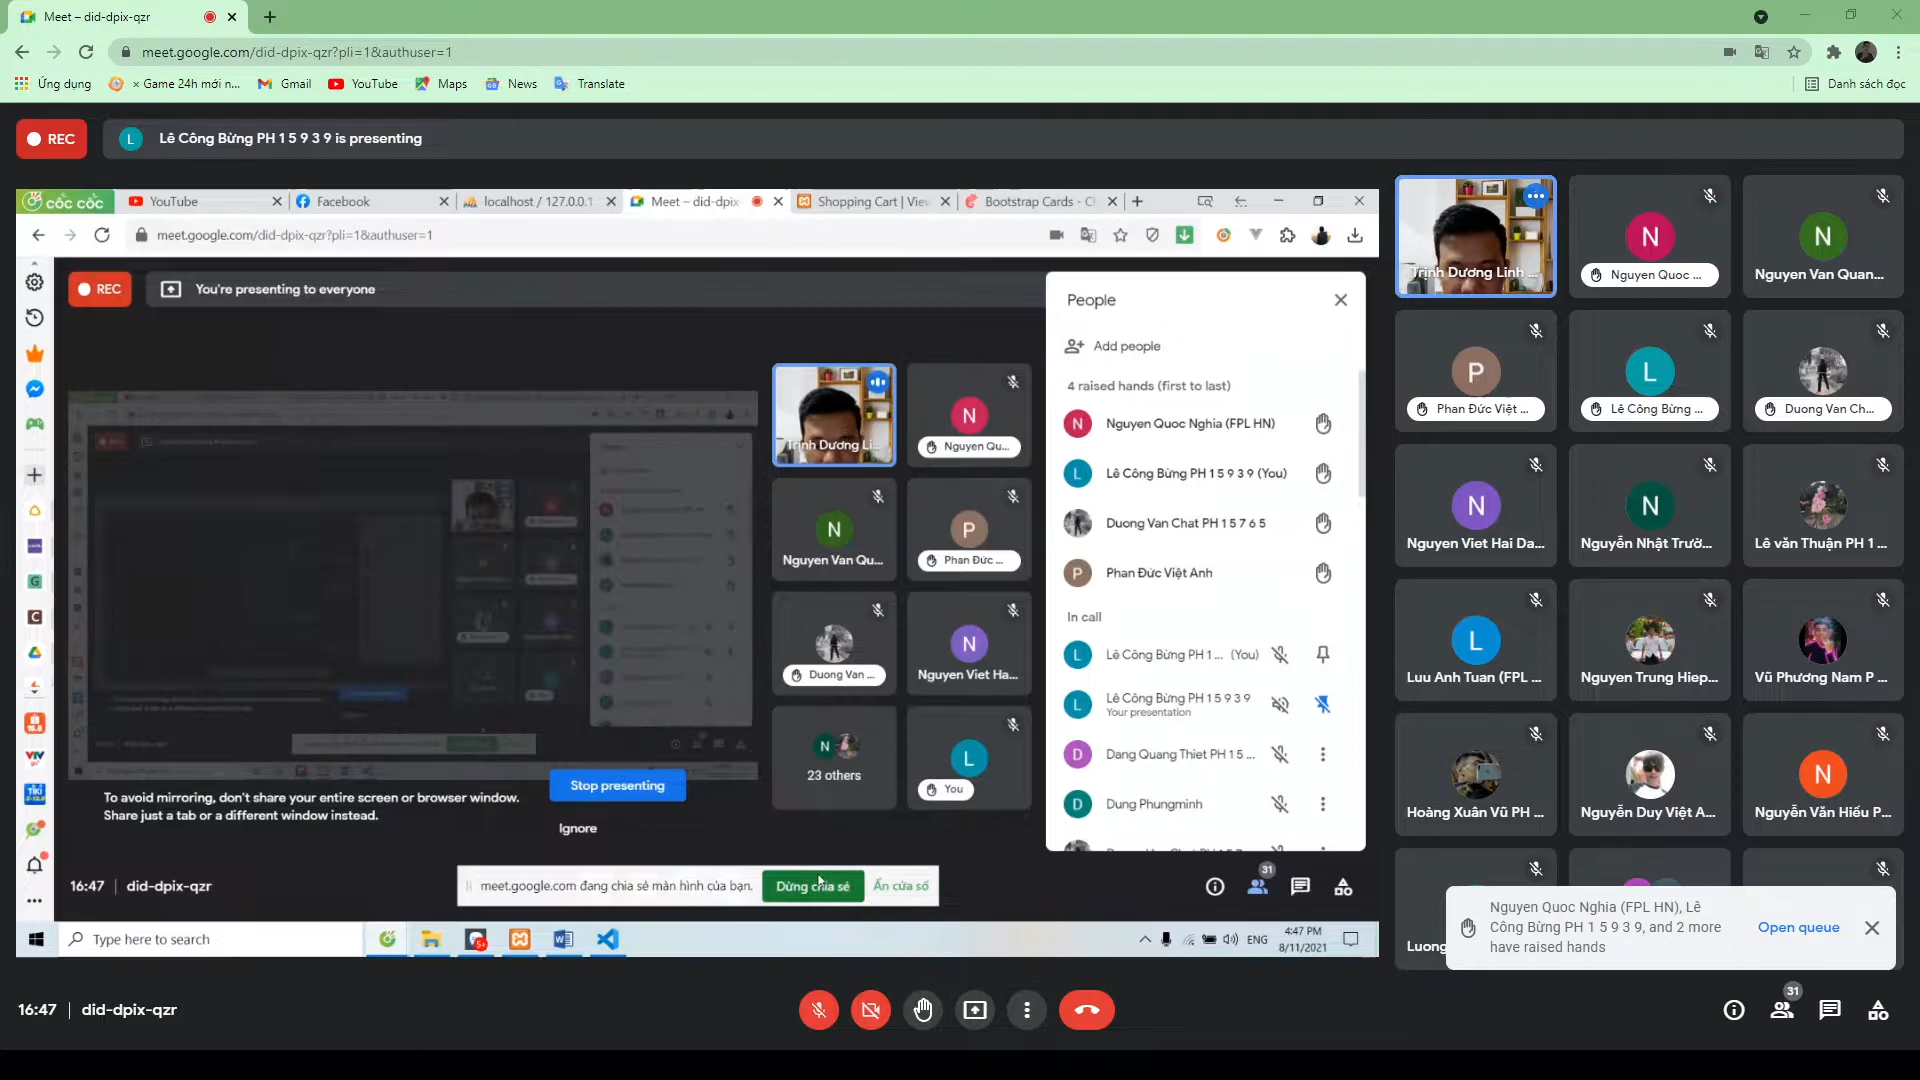 Meet – did-dpix-qzr
meet.google.com/did-dpix-qzr?pli=1&authuser=1
Ứng dụng
× Game 24h mới n...
Gmail
YouTube
Maps
News
Translate
Danh sách đọc
REC
L
Lê Công Bừng PH 1 5 9 3 9 is presenting
cốc cốc
YouTube
Facebook
localhost / 127.0.0.1
Meet – did-dpix-
Shopping Cart | View
Bootstrap Cards - C
meet.google.com/did-dpix-qzr?pli=1&authuser=1
REC
You're presenting to everyone
People
Add people
4 raised hands (first to last)
N
Nguyen Quoc Nghia (FPL HN)
L
Lê Công Bừng PH 1 5 9 3 9 (You)
Duong Van Chat PH 1 5 7 6 5
P
Phan Đức Việt Anh
In call
L
Lê Công Bừng PH 1... (You)
L
Lê Công Bừng PH 1 5 9 3 9
Your presentation
D
Dang Quang Thiet PH 1 5 ...
D
Dung Phungminh
Trịnh Dương Li...
N
Nguyen Qu...
N
Nguyen Van Qu...
P
Phan Đức ...
Duong Van ...
N
Nguyen Viet Ha...
N
23 others
L
You
To avoid mirroring, don't share your entire screen or browser window.
Share just a tab or a different window instead.
Stop presenting
Ignore
16:47
did-dpix-qzr
meet.google.com đang chia sẻ màn hình của bạn.
Dừng chia sẻ
Ẩn cửa sổ
31
Type here to search
ENG
4:47 PM
8/11/2021
Trịnh Dương Linh ...
N
Nguyen Quoc ...
N
Nguyen Van Quan...
P
Phan Đức Việt ...
L
Lê Công Bừng ...
Duong Van Ch...
N
Nguyen Viet Hai Da...
N
Nguyễn Nhật Trườ...
Lê văn Thuận PH 1 ...
L
Luu Anh Tuan (FPL ...
Nguyen Trung Hiep...
Vũ Phương Nam P ...
Hoàng Xuân Vũ PH ...
Nguyễn Duy Việt A...
N
Nguyễn Văn Hiếu P...
Luong
Nguyen Quoc Nghia (FPL HN), Lê
Công Bừng PH 1 5 9 3 9, and 2 more
have raised hands
Open queue
16:47
did-dpix-qzr
31